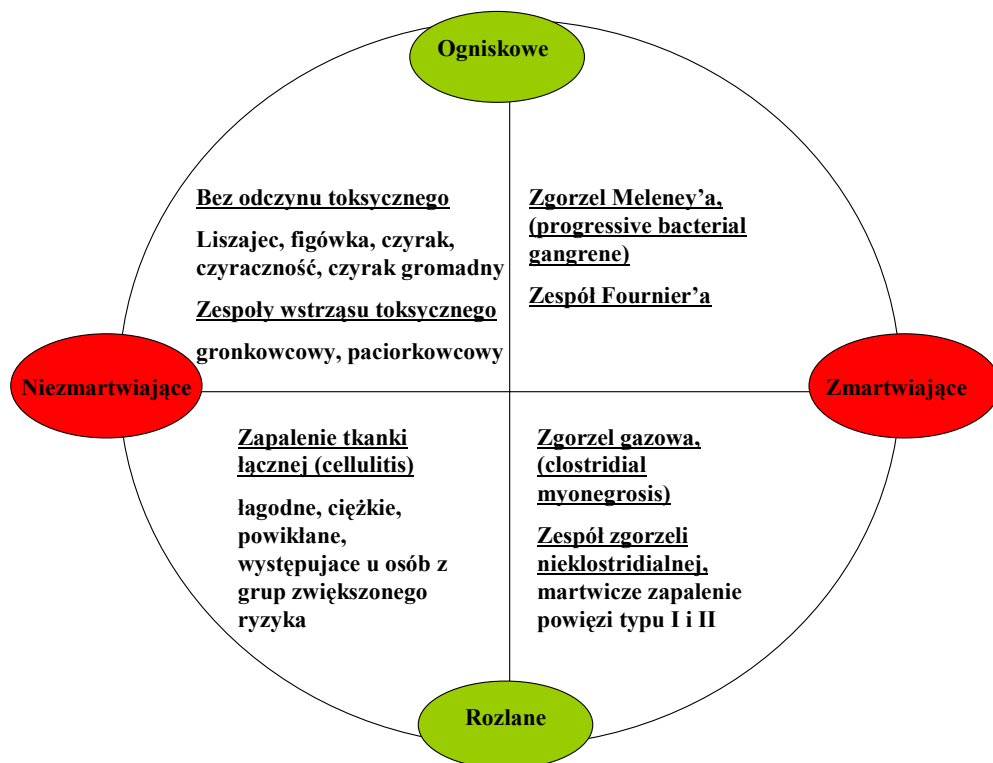 Ogniskowe
Bez odczynu toksycznego
Liszajec, figówka, czyrak,
czyraczność, czyrak gromadny
Zespoły wstrząsu toksycznego
gronkowcowy, paciorkowcowy
Zgorzel Meleney’a,
(progressive bacterial
gangrene)
Zespół Fournier’a
Niezmartwiające
Zmartwiające
Zapalenie tkanki
łącznej (cellulitis)
łagodne, ciężkie,
powikłane,
występujace u osób z
grup zwiększonego
ryzyka
Zgorzel gazowa,
(clostridial
myonegrosis)
Zespół zgorzeli
nieklostridialnej,
martwicze zapalenie
powięzi typu I i II
Rozlane